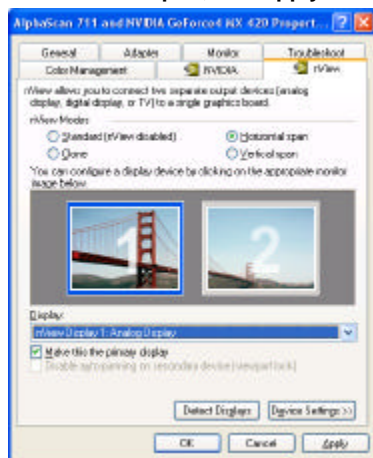 AlphaScan 711 and NVIDIA GeForce4 MX 420 Propert...
General Adapter Monitor Troubleshoot
Color Management NVIDIA nView
nView allows you to connect two separate output devices (analog
display, digital display, or TV) to a single graphics board.
nView Modes
Standard (nView disabled) Horizontal span
Clone Vertical span
You can configure a display device by clicking on the appropriate monitor
image below.
1 2
Display:
nView Display 1: Analog Display
Make this the primary display
Disable auto-panning on secondary device (viewport lock)
Detect Displays Device Settings >>
OK Cancel Apply